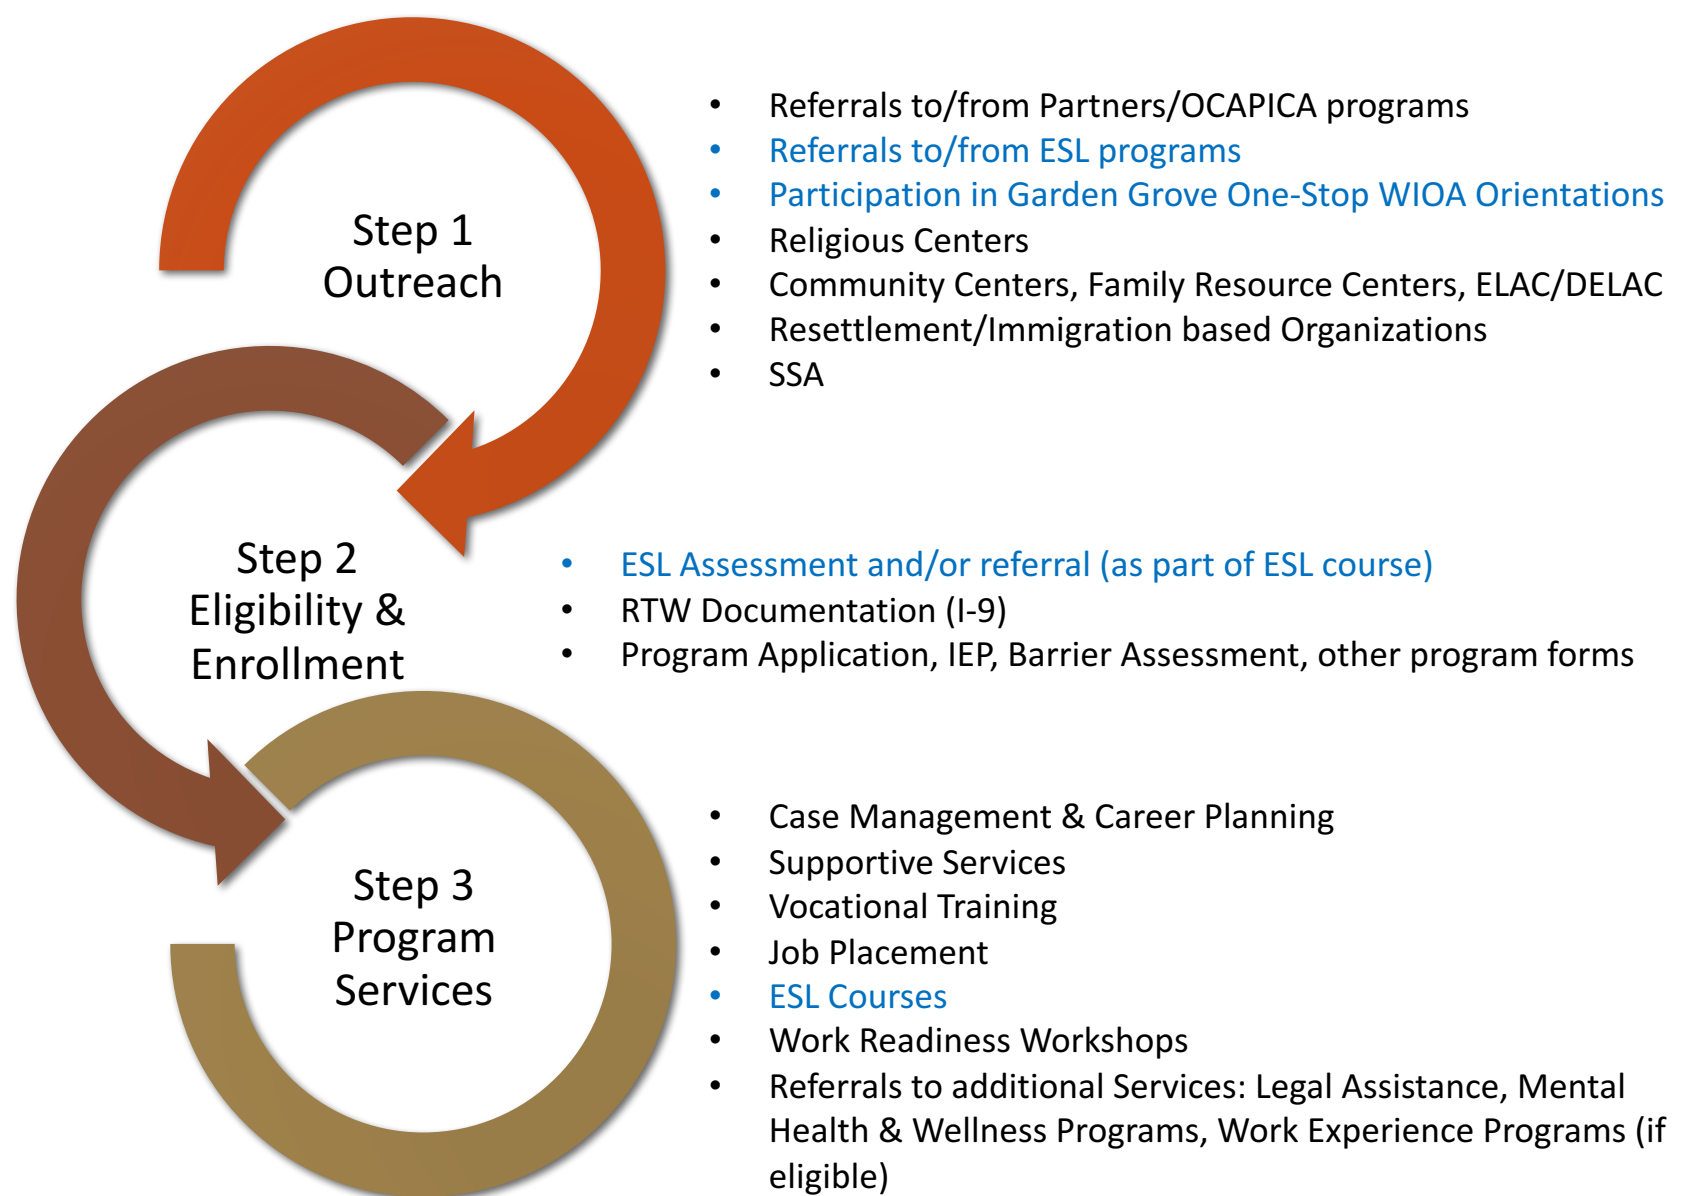 Step 1
Outreach
• Referrals to/from Partners/OCAPICA programs
• Referrals to/from ESL programs
• Participation in Garden Grove One-Stop WIOA Orientations
• Religious Centers
• Community Centers, Family Resource Centers, ELAC/DELAC
• Resettlement/Immigration based Organizations
• SSA
Step 2
Eligibility &
Enrollment
• ESL Assessment and/or referral (as part of ESL course)
• RTW Documentation (I-9)
• Program Application, IEP, Barrier Assessment, other program forms
Step 3
Program
Services
• Case Management & Career Planning
• Supportive Services
• Vocational Training
• Job Placement
• ESL Courses
• Work Readiness Workshops
• Referrals to additional Services: Legal Assistance, Mental
Health & Wellness Programs, Work Experience Programs (if
eligible)